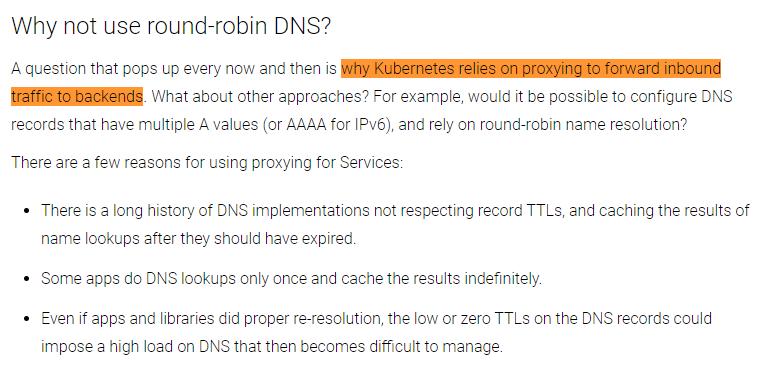 Why not use round-robin DNS?
A question that pops up every now and then is why Kubernetes relies on proxying to forward inbound
traffic to backends. What about other approaches? For example, would it be possible to configure DNS
records that have multiple A values (or AAAA for IPv6), and rely on round-robin name resolution?
There are a few reasons for using proxying for Services:
• There is a long history of DNS implementations not respecting record TTLs, and caching the results of
name lookups after they should have expired.
• Some apps do DNS lookups only once and cache the results indefinitely.
• Even if apps and libraries did proper re-resolution, the low or zero TTLs on the DNS records could
impose a high load on DNS that then becomes difficult to manage.